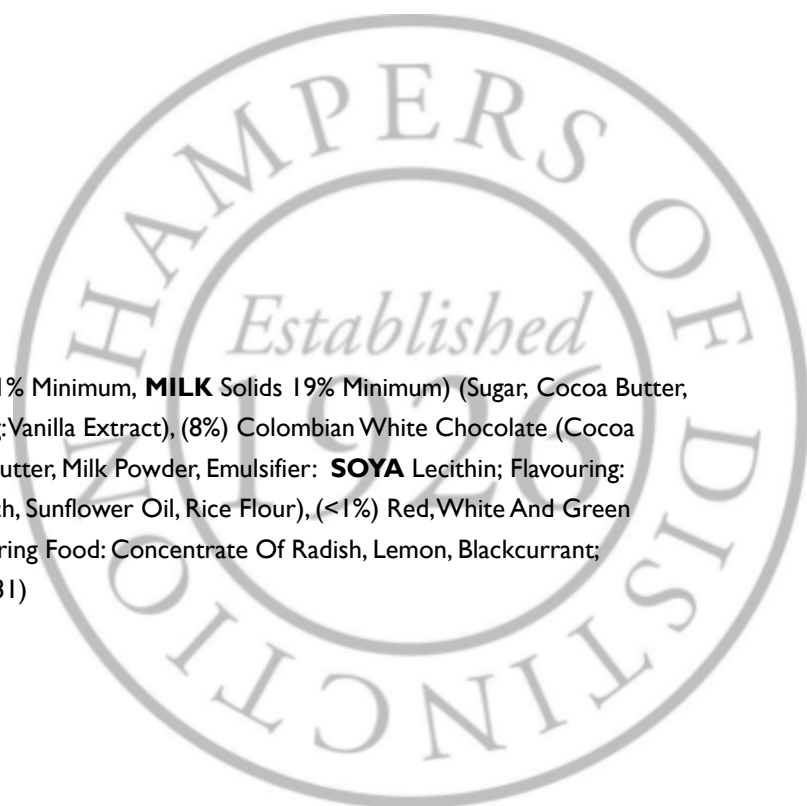 HAMPERS OF DISTINCTION
Established
1926
1% Minimum, MILK Solids 19% Minimum) (Sugar, Cocoa Butter,
g: Vanilla Extract), (8%) Colombian White Chocolate (Cocoa
utter, Milk Powder, Emulsifier: SOYA Lecithin; Flavouring:
ch, Sunflower Oil, Rice Flour), (<1%) Red, White And Green
ring Food: Concentrate Of Radish, Lemon, Blackcurrant;
31)